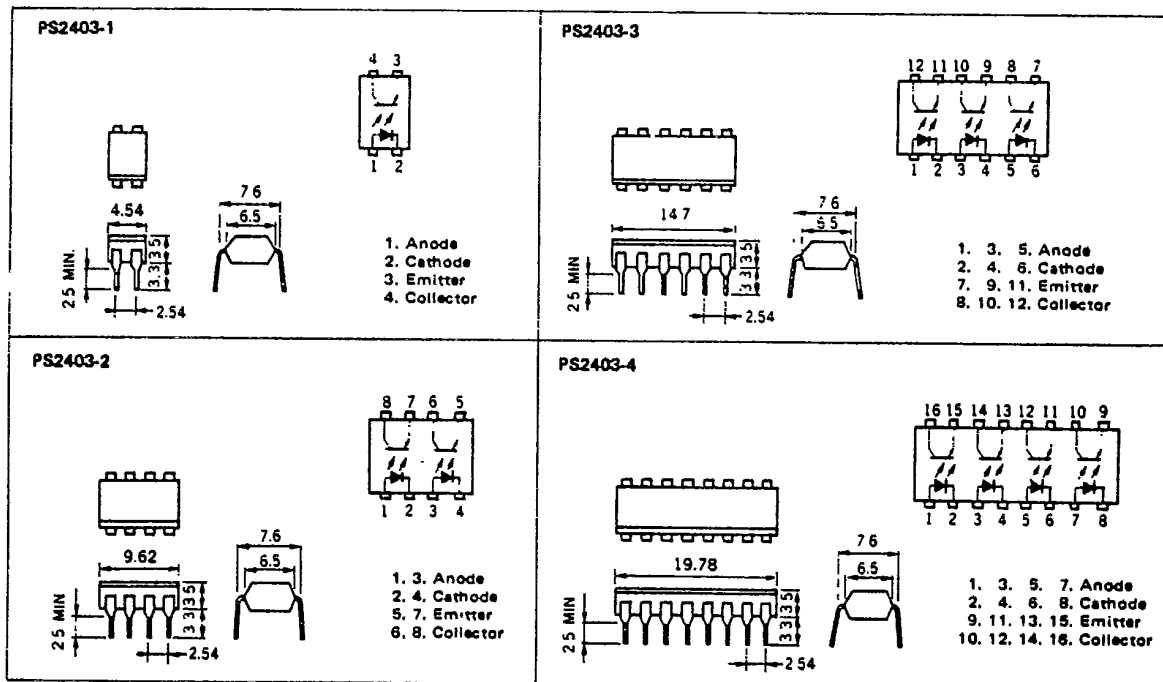 PS2403-1
4 3
1 2
4.54
7 6
6.5
3 5
3.3
2 5 MIN.
2.54
1. Anode
2. Cathode
3. Emitter
4. Collector
PS2403-3
12 11 10 9 8 7
1 2 3 4 5 6
14 7
7 6
6.5
3 5
3.3
2 5 MIN.
2.54
1. 3. 5. Anode
2. 4. 6. Cathode
7. 9. 11. Emitter
8. 10. 12. Collector
PS2403-2
8 7 6 5
1 2 3 4
9.62
7.6
6.5
3 5
3 3
2 5 MIN
2.54
1, 3. Anode
2, 4. Cathode
5, 7. Emitter
6, 8. Collector
PS2403-4
16 15 14 13 12 11 10 9
1 2 3 4 5 6 7 8
19.78
7 6
6.5
3 5
3 3
2 5 MIN
2 54
1. 3. 5. 7. Anode
2. 4. 6. 8. Cathode
9. 11. 13. 15. Emitter
10. 12. 14. 16. Collector